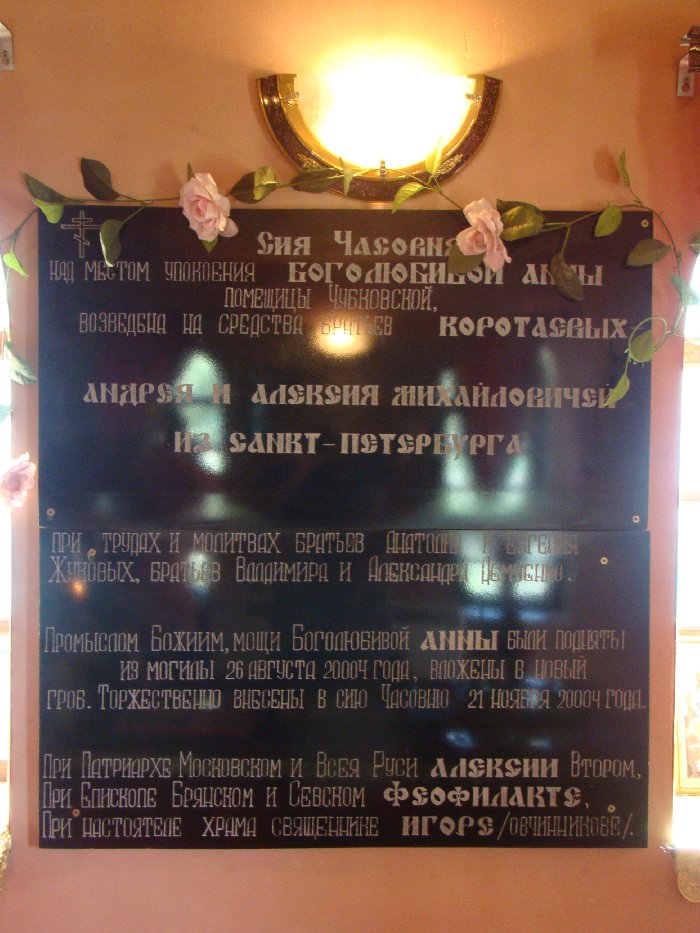 Сия Часовня
над местом упокоения БОГОЛЮБИВОЙ АННЫ
помещицы Чубковской,
возведена на средства братьев КОРОТАЕВЫХ
АНДРЕЯ И АЛЕКСИЯ МИХАЙЛОВИЧЕЙ
ИЗ САНКТ-ПЕТЕРБУРГА
при трудах и молитвах братьев Анатолия и Евгения
Жуковых, братьев Владимира и Александра
Промыслом Божиим, мощи Боголюбивой АННЫ были подняты
из могилы 26 августа 20004 года, вложены в новый
гроб. Торжественно внесены в сию Часовню 21 ноября 20004 года.
При Патриархе Московском и Всея Руси АЛЕКСИИ Втором,
При Епископе Брянском и Севском ФЕОФИЛАКТЕ,
При настоятеле храма священнике ИГОРЕ /Овчинникове/.